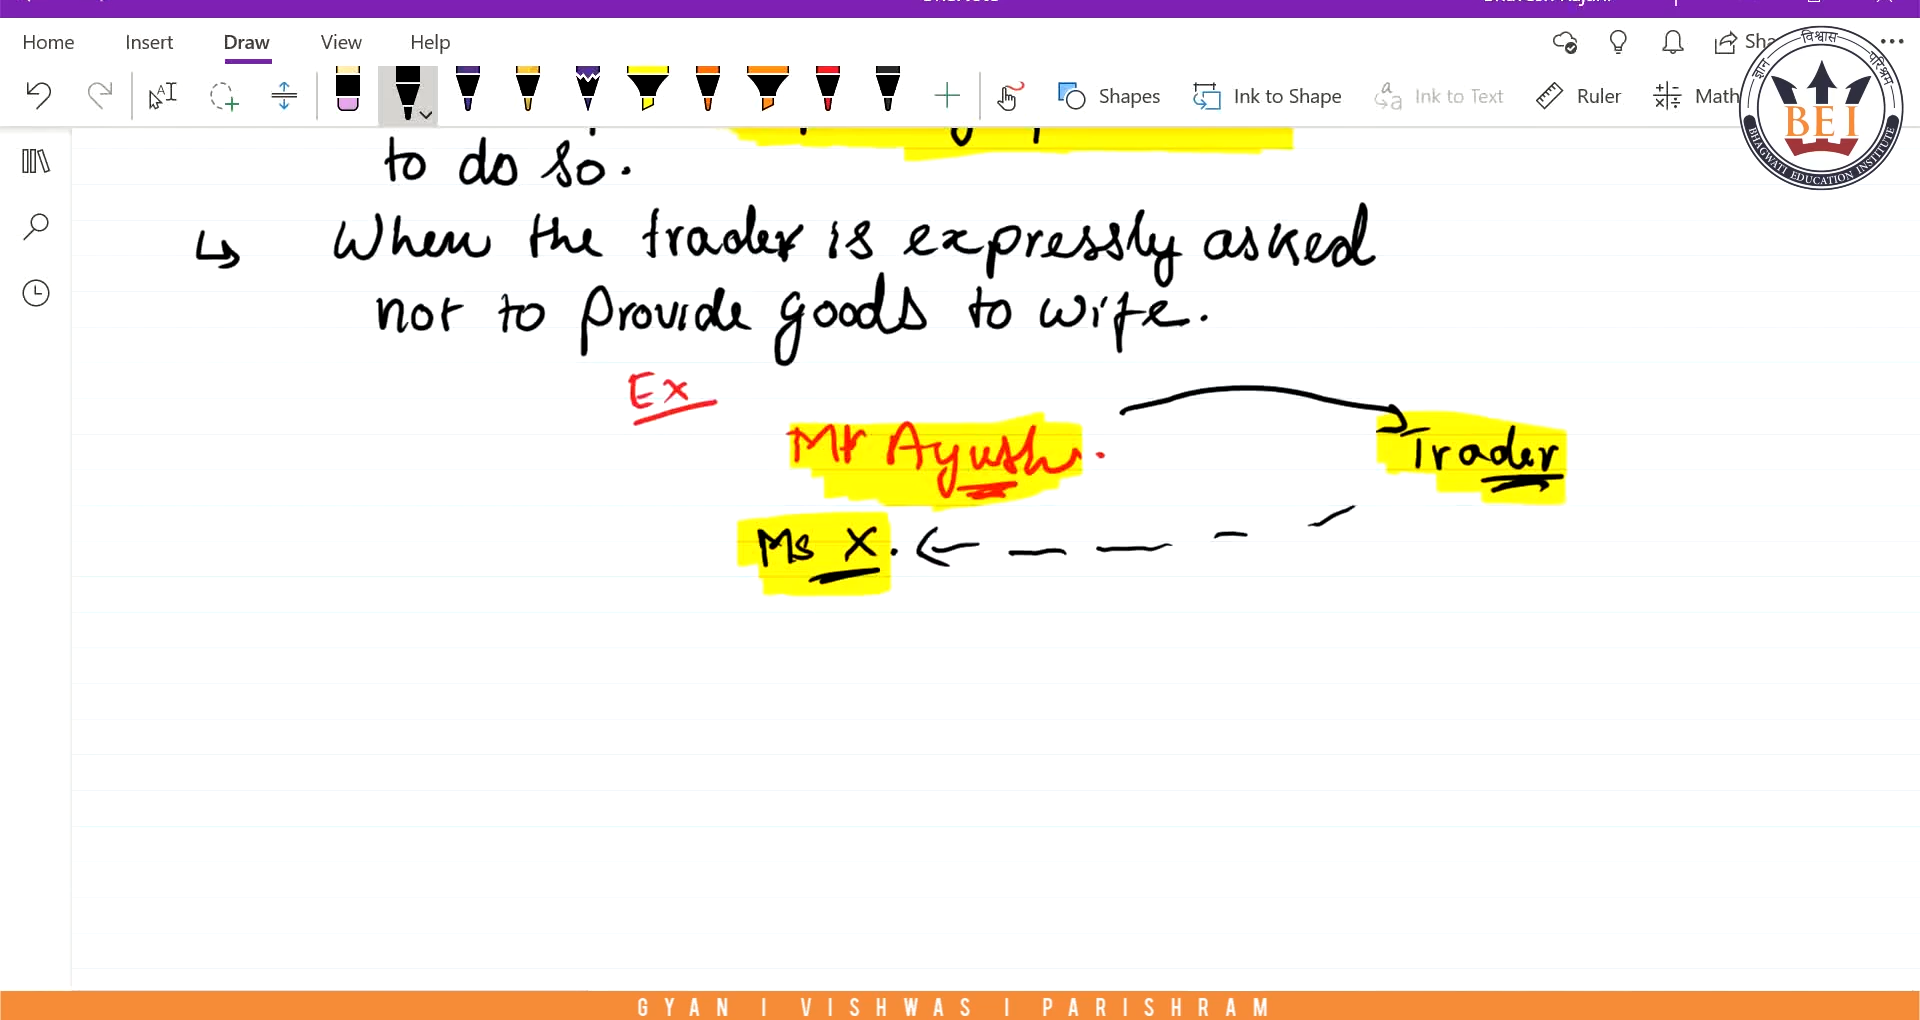 Home Insert Draw View Help
Shapes Ink to Shape Ink to Text Ruler Math
विश्वास
ज्ञान
परिश्रम
BEI
BHAGWATI EDUCATION INSTITUTE
to do so.
↳ When the trader is expressly asked
not to provide goods to wife.
Ex
Mr Ayush. Trader
Ms X.
GYAN | VISHWAS | PARISHRAM